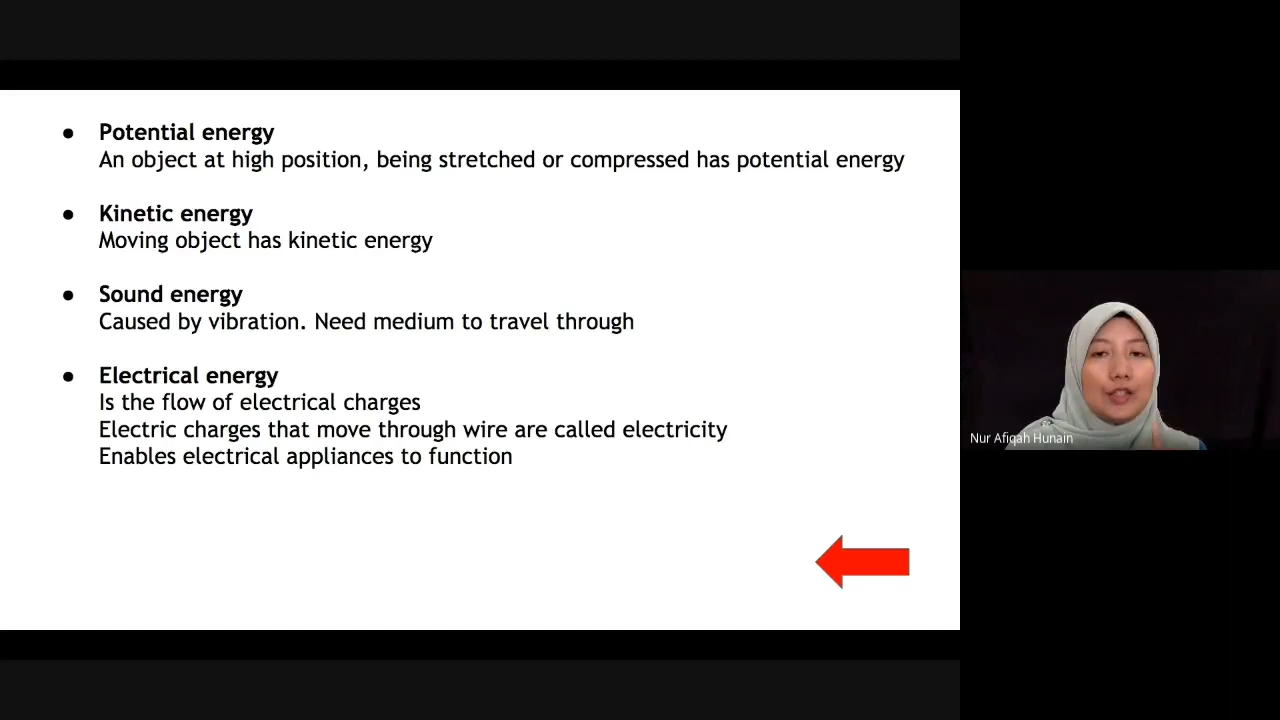 ● Potential energy
An object at high position, being stretched or compressed has potential energy
● Kinetic energy
Moving object has kinetic energy
● Sound energy
Caused by vibration. Need medium to travel through
● Electrical energy
Is the flow of electrical charges
Electric charges that move through wire are called electricity
Enables electrical appliances to function
Nur Afiqah Hunain